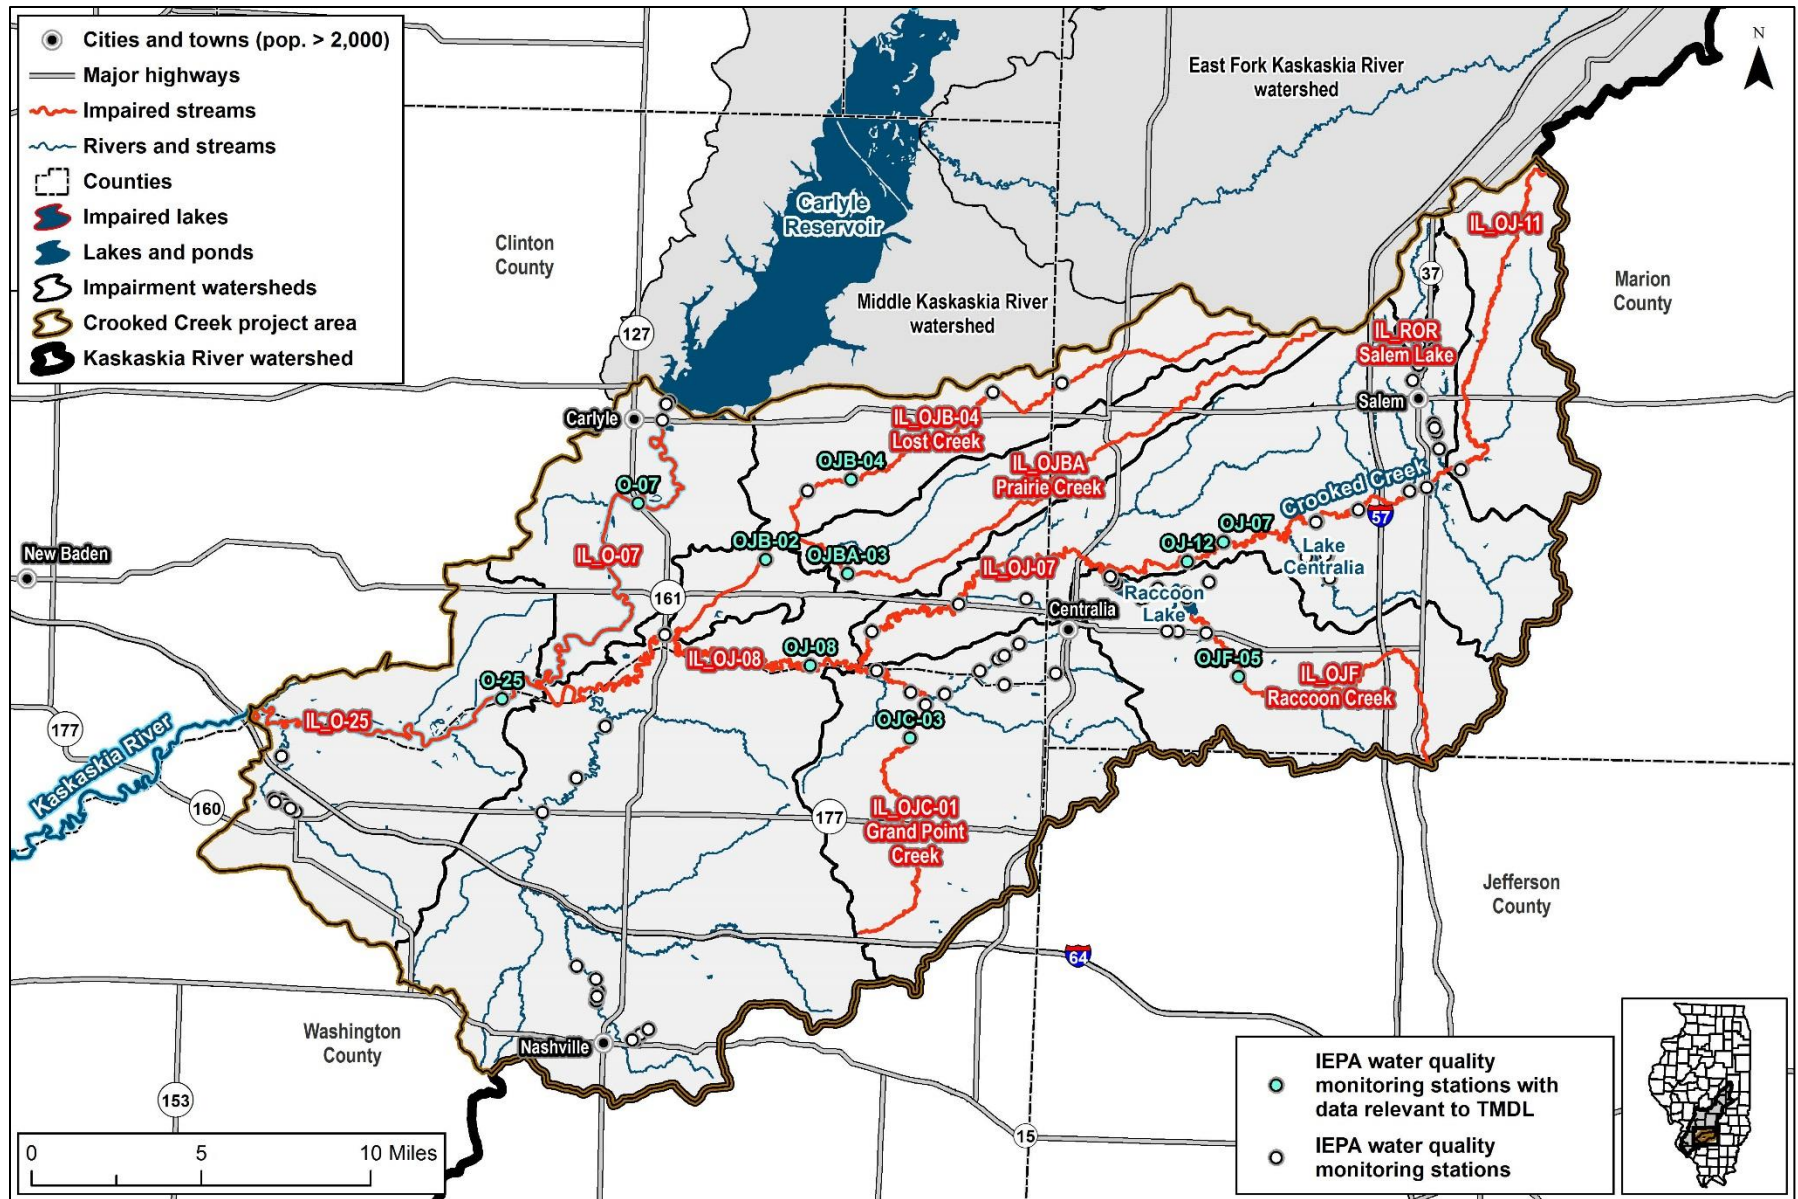 Cities and towns (pop. > 2,000)
Major highways
Impaired streams
Rivers and streams
Counties
Impaired lakes
Lakes and ponds
Impairment watersheds
Crooked Creek project area
Kaskaskia River watershed
N
East Fork Kaskaskia River
watershed
Clinton
County
Carlyle
Reservoir
IL_OJ-11
37
Marion
County
Middle Kaskaskia River
watershed
127
IL_ROR
Salem Lake
Carlyle
Salem
IL_OJB-04
Lost Creek
OJB-04
IL_OJBA
Prairie Creek
O-07
Crooked Creek
57
New Baden
IL_O-07
OJB-02
OJBA-03
OJ-07
OJ-12
IL_OJ-07
Lake
Centralia
161
Raccoon
Lake
Centralia
OJ-08
IL_OJ-08
OJF-05
IL_OJF
Raccoon Creek
O-25
IL_O-25
OJC-03
177
Kaskaskia River
160
177
IL_OJC-01
Grand Point
Creek
Jefferson
County
64
Washington
County
Nashville
153
15
0 5 10 Miles
IEPA water quality
monitoring stations with
data relevant to TMDL
IEPA water quality
monitoring stations